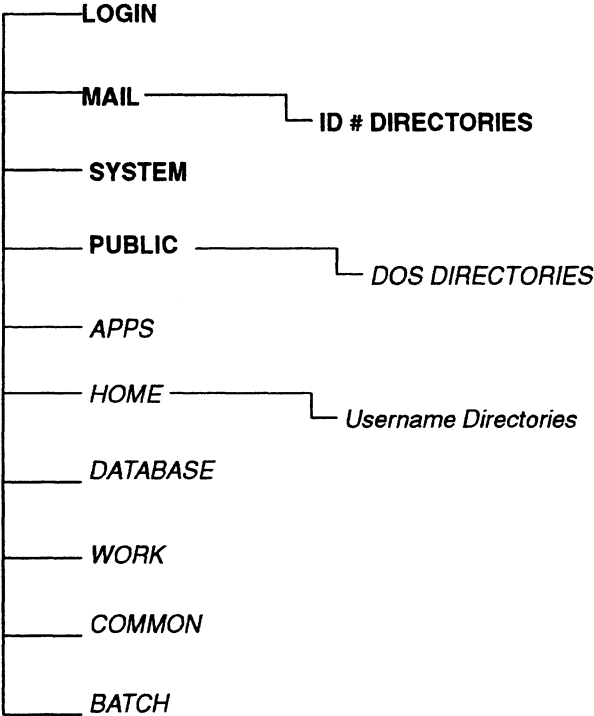 LOGIN
MAIL
ID # DIRECTORIES
SYSTEM
PUBLIC
DOS DIRECTORIES
APPS
HOME
Username Directories
DATABASE
WORK
COMMON
BATCH